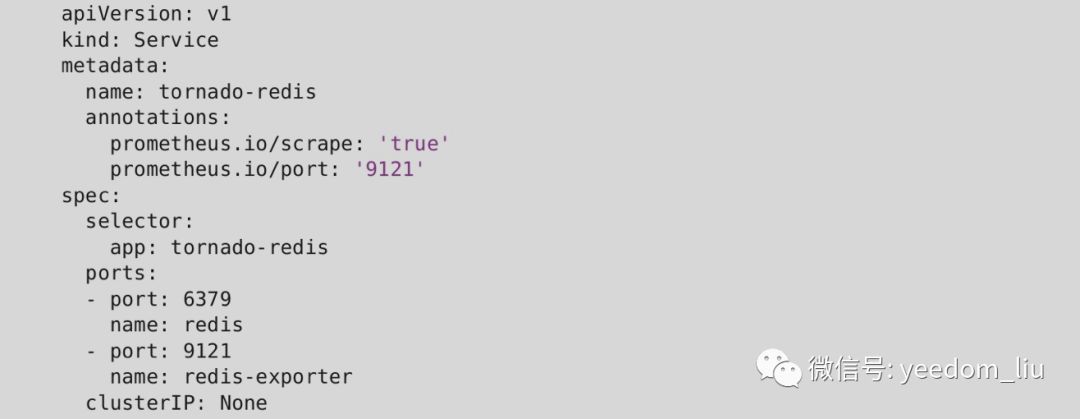 apiVersion: v1
kind: Service
metadata:
  name: tornado-redis
  annotations:
    prometheus.io/scrape: 'true'
    prometheus.io/port: '9121'
spec:
  selector:
    app: tornado-redis
  ports:
  - port: 6379
    name: redis
  - port: 9121
    name: redis-exporter
  clusterIP: None
微信号: yeedom_liu